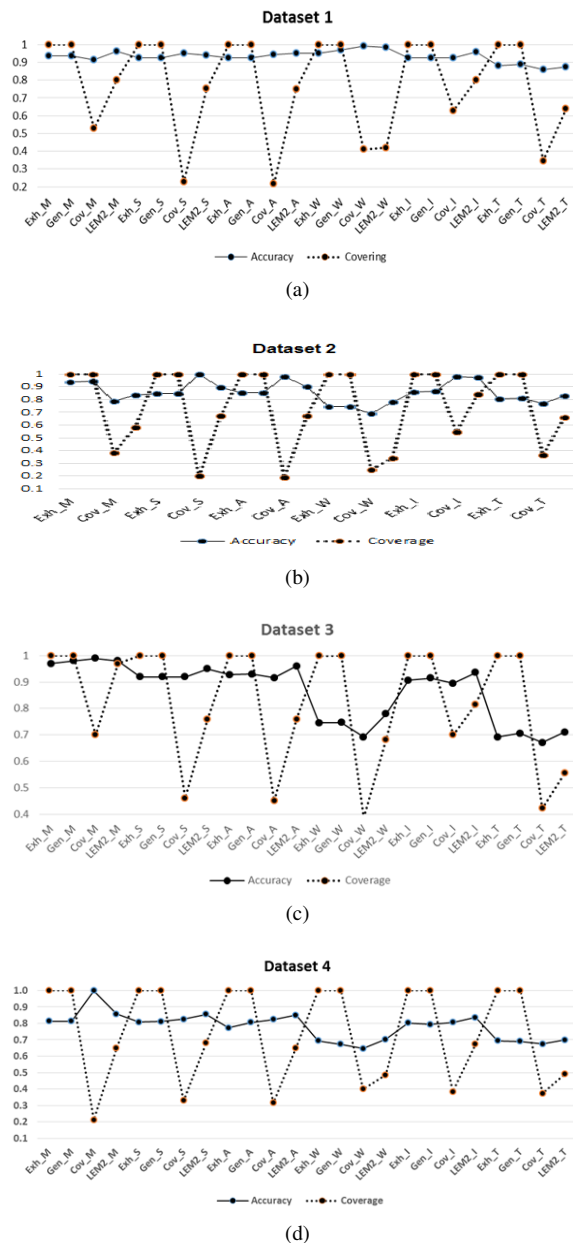 Dataset 1
1
0.9
0.8
0.7
0.6
0.5
0.4
0.3
0.2
Exh_M Gen_M Cov_M LEM2_M Exh_S Gen_S Cov_S LEM2_S Exh_A Gen_A Cov_A LEM2_A Exh_W Gen_W Cov_W LEM2_W Exh_I Gen_I Cov_I LEM2_I Exh_T Gen_T Cov_T LEM2_T
Accuracy Covering
(a)
Dataset 2
1
0.9
0.8
0.7
0.6
0.5
0.4
0.3
0.2
0.1
Exh_M Cov_M Exh_S Cov_S Exh_A Cov_A Exh_W Cov_W Exh_I Cov_I Exh_T Cov_T
Accuracy Coverage
(b)
Dataset 3
1
0.9
0.8
0.7
0.6
0.5
0.4
Exh_M Gen_M Cov_M LEM2_M Exh_S Gen_S Cov_S LEM2_S Exh_A Gen_A Cov_A LEM2_A Exh_W Gen_W Cov_W LEM2_W Exh_I Gen_I Cov_I LEM2_I Exh_T Gen_T Cov_T LEM2_T
Accuracy Coverage
(c)
Dataset 4
1.0
0.9
0.8
0.7
0.6
0.5
0.4
0.3
0.2
0.1
Exh_M Gen_M Cov_M LEM2_M Exh_S Gen_S Cov_S LEM2_S Exh_A Gen_A Cov_A LEM2_A Exh_W Gen_W Cov_W LEM2_W Exh_I Gen_I Cov_I LEM2_I Exh_T Gen_T Cov_T LEM2_T
Accuracy Coverage
(d)